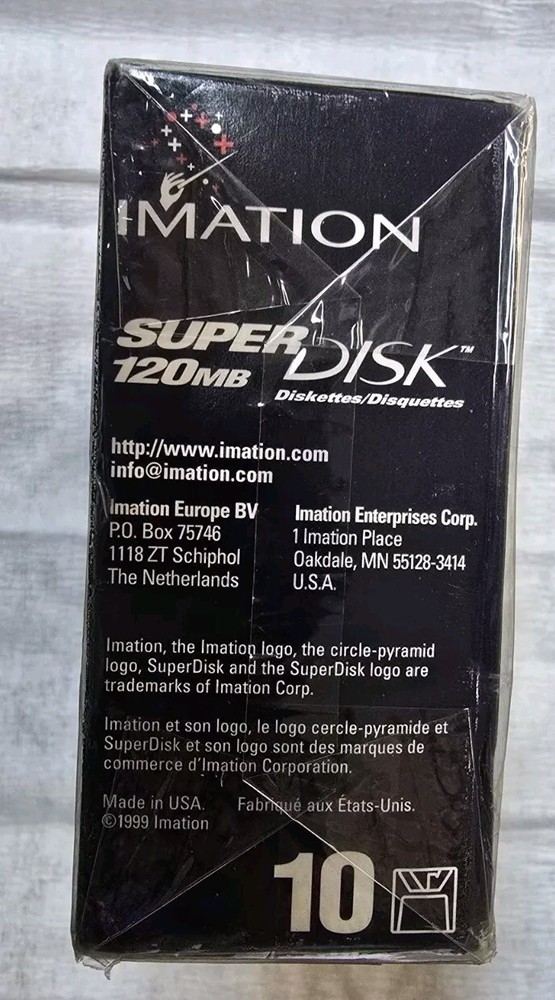 IMATION
SUPERDISK™
120MB
Diskettes/Disquettes
http://www.imation.com
info@imation.com
Imation Europe BV
P.O. Box 75746
1118 ZT Schiphol
The Netherlands
Imation Enterprises Corp.
1 Imation Place
Oakdale, MN 55128-3414
U.S.A.
Imation, the Imation logo, the circle-pyramid
logo, SuperDisk and the SuperDisk logo are
trademarks of Imation Corp.
Imation et son logo, le logo cercle-pyramide et
SuperDisk et son logo sont des marques de
commerce d'Imation Corporation.
Made in USA. Fabriqué aux États-Unis.
©1999 Imation
10